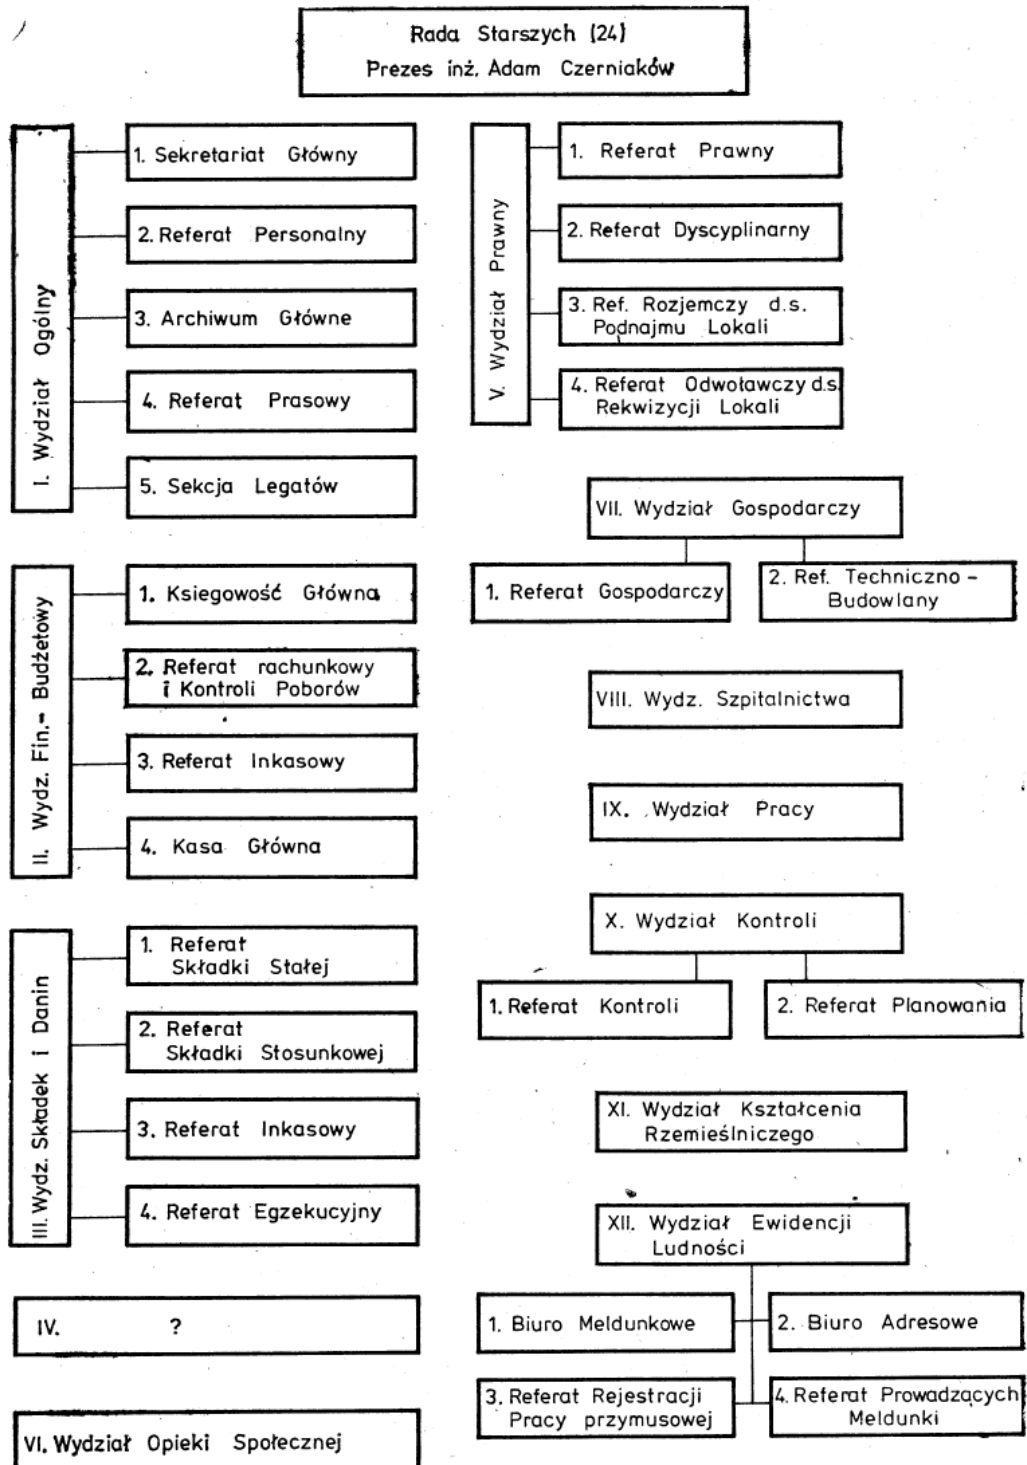 Rada Starszych (24)
Prezes inż. Adam Czerniaków
I. Wydział Ogólny
1. Sekretariat Główny
2. Referat Personalny
3. Archiwum Główne
4. Referat Prasowy
5. Sekcja Legatów
II. Wydz. Fin.- Budżetowy
1. Ksiegowość Główna
2. Referat rachunkowy
i Kontroli Poborów
3. Referat Inkasowy
4. Kasa Główna
III. Wydz. Składek i Danin
1. Referat
Składki Stałej
2. Referat
Składki Stosunkowej
3. Referat Inkasowy
4. Referat Egzekucyjny
IV. ?
VI. Wydział Opieki Społecznej
V. Wydział Prawny
1. Referat Prawny
2. Referat Dyscyplinarny
3. Ref. Rozjemczy d.s.
Podnajmu Lokali
4. Referat Odwoławczy d.s.
Rekwizycji Lokali
VII. Wydział Gospodarczy
1. Referat Gospodarczy
2. Ref. Techniczno -
Budowlany
VIII. Wydz. Szpitalnictwa
IX. Wydział Pracy
X. Wydział Kontroli
1. Referat Kontroli
2. Referat Planowania
XI. Wydział Kształcenia
Rzemieślniczego
XII. Wydział Ewidencji
Ludności
1. Biuro Meldunkowe
2. Biuro Adresowe
3. Referat Rejestracji
Pracy przymusowej
4. Referat Prowadzących
Meldunki